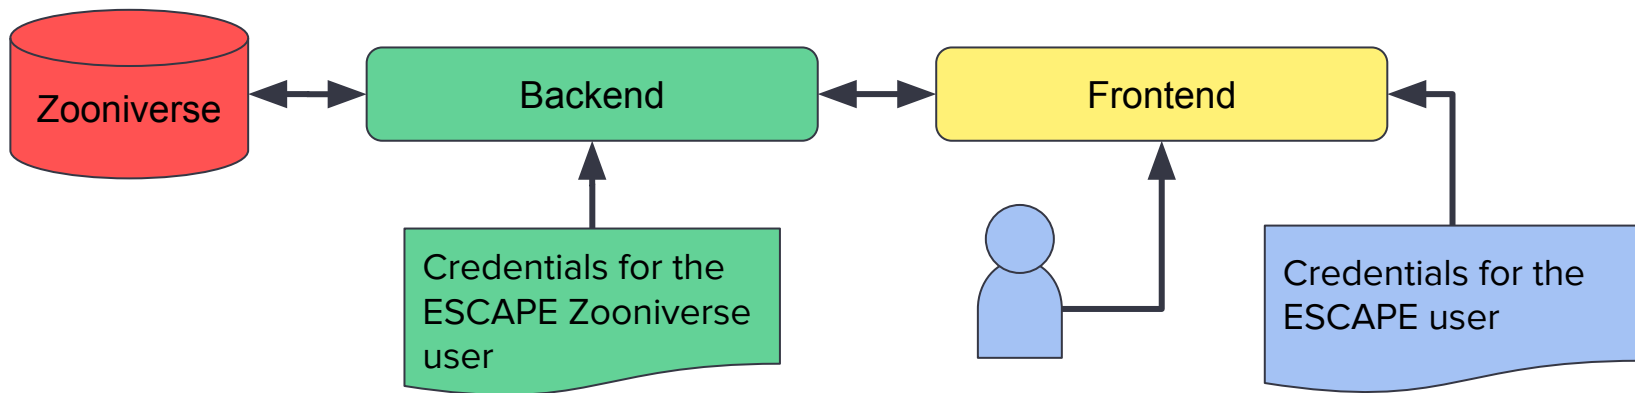 Zooniverse
Backend
Frontend
Credentials for the
ESCAPE Zooniverse
user
Credentials for the
ESCAPE user